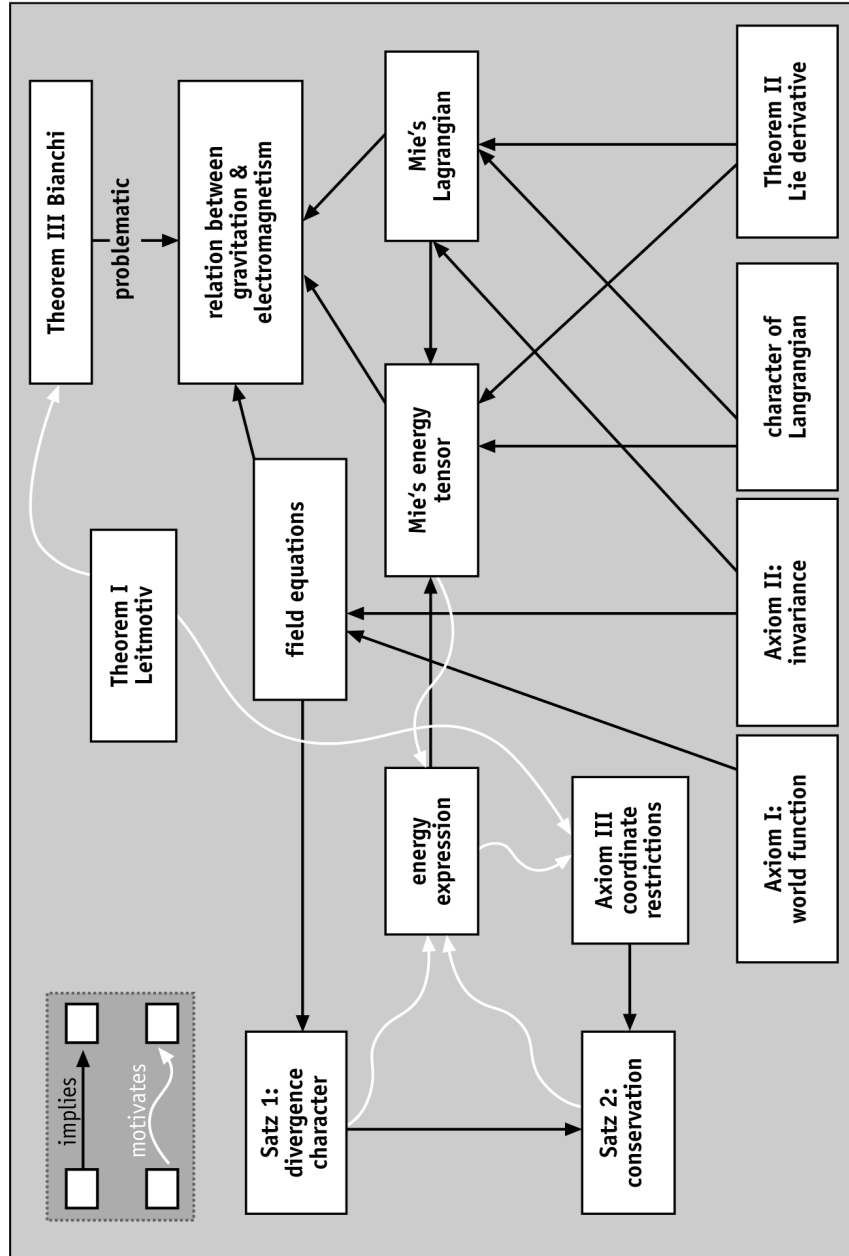 implies
motivates
Theorem I
Leitmotiv
Theorem III Bianchi
problematic
Satz 1:
divergence
character
field equations
relation between
gravitation &
electromagnetism
energy
expression
Mie's energy
tensor
Mie's
Lagrangian
Satz 2:
conservation
Axiom III
coordinate
restrictions
Axiom I:
world function
Axiom II:
invariance
character of
Langrangian
Theorem II
Lie derivative